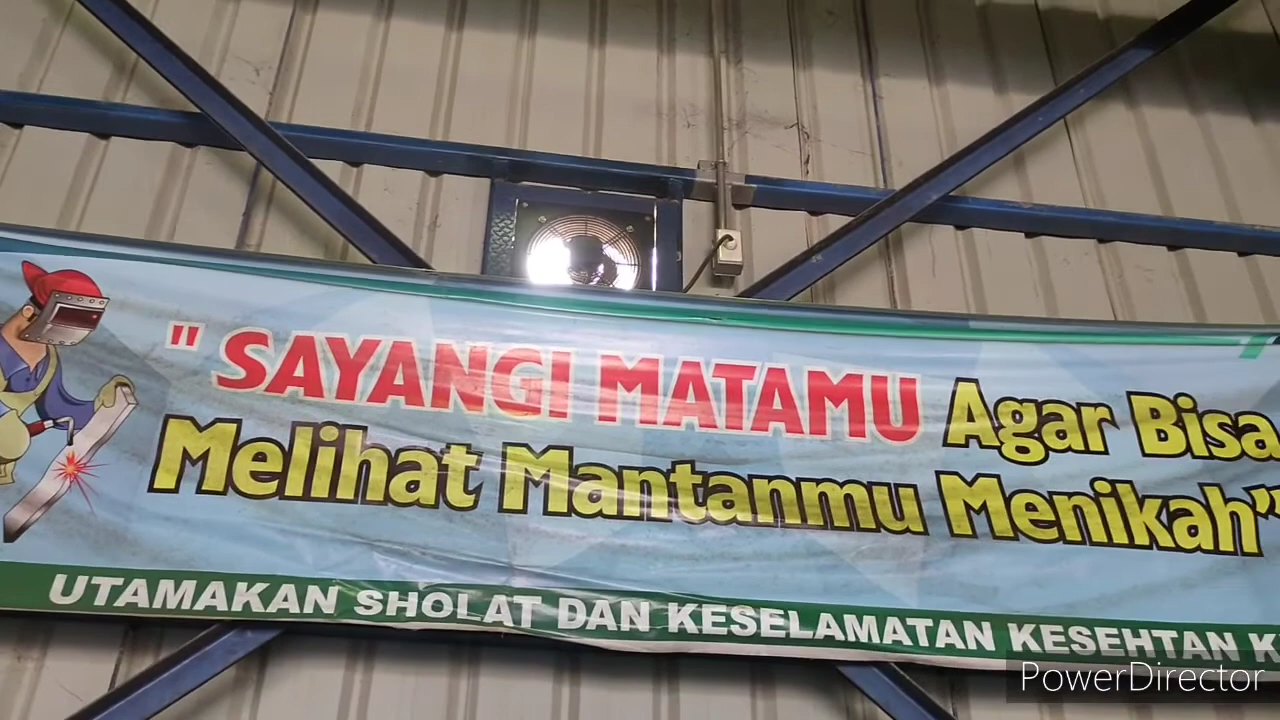 " SAYANGI MATAMU Agar Bisa
Melihat Mantanmu Menikah"
UTAMAKAN SHOLAT DAN KESELAMATAN KESEHTAN K
PowerDirector